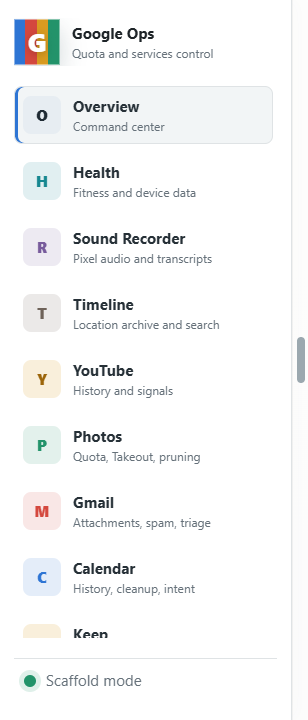 G
Google Ops
Quota and services control
O
Overview
Command center
H
Health
Fitness and device data
R
Sound Recorder
Pixel audio and transcripts
T
Timeline
Location archive and search
Y
YouTube
History and signals
P
Photos
Quota, Takeout, pruning
M
Gmail
Attachments, spam, triage
C
Calendar
History, cleanup, intent
Keep
Scaffold mode